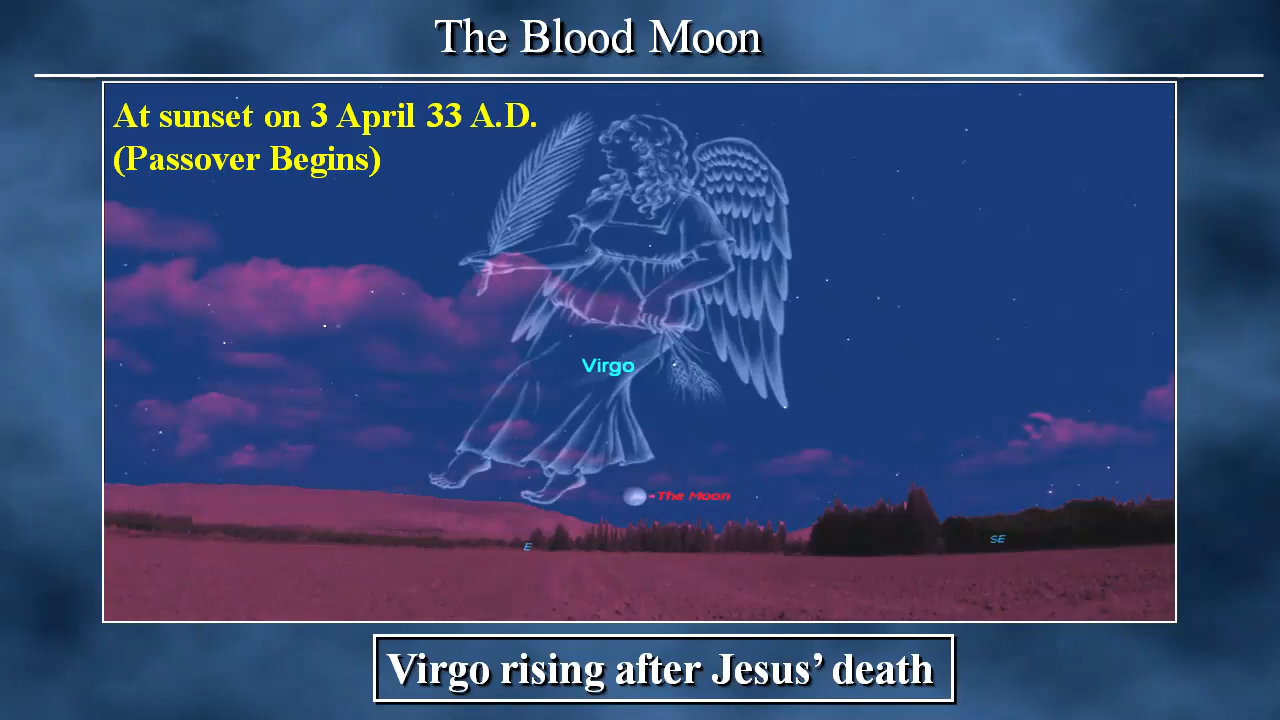 The Blood Moon
At sunset on 3 April 33 A.D.
(Passover Begins)
Virgo
The Moon
E
SE
Virgo rising after Jesus’ death